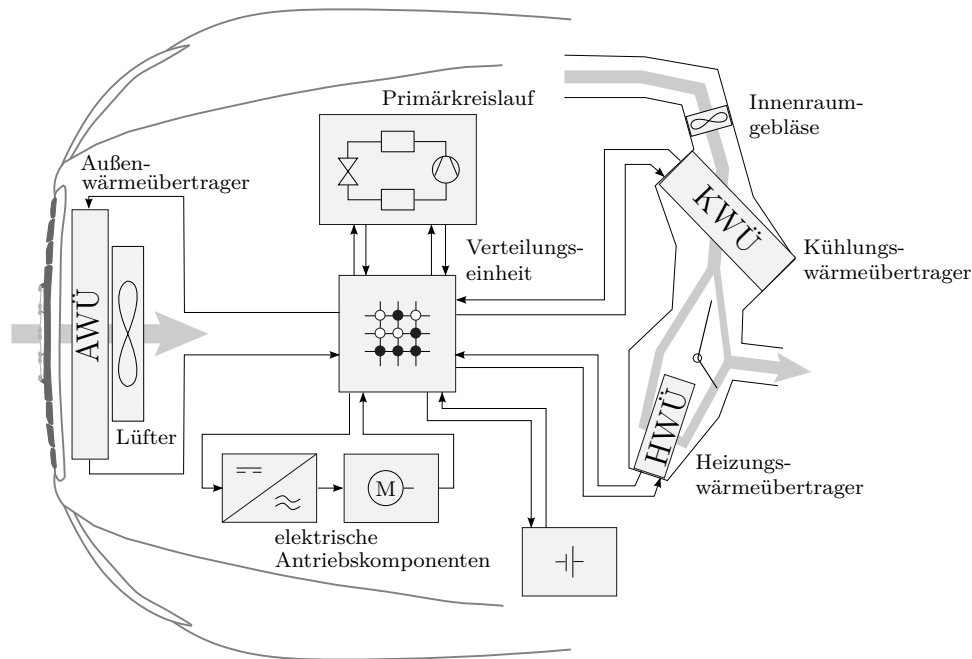 Primärkreislauf
Innenraum-
gebläse
Außen-
wärmeübertrager
KWÜ
Verteilungs-
einheit
Kühlungs-
wärmeübertrager
AWÜ
HWÜ
Lüfter
Heizungs-
wärmeübertrager
M
elektrische
Antriebskomponenten